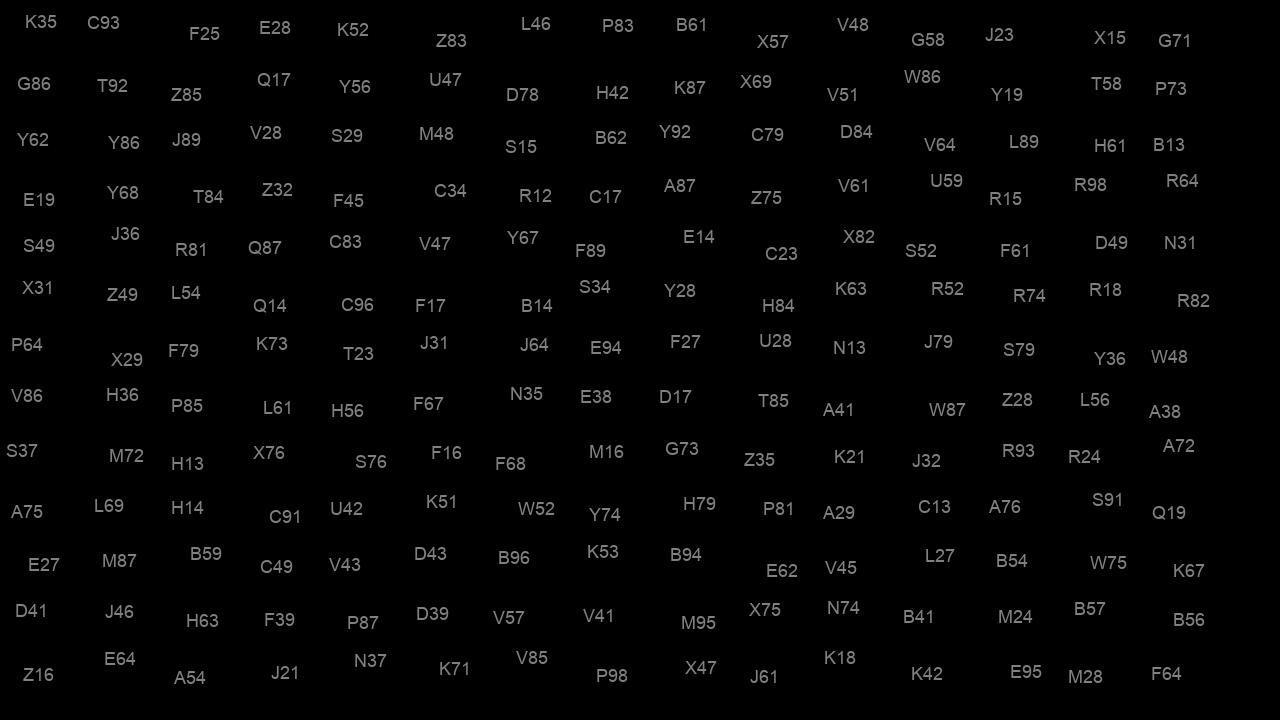 K35 C93 F25 E28 K52 Z83 L46 P83 B61 X57 V48 G58 J23 X15 G71
G86 T92 Z85 Q17 Y56 U47 D78 H42 K87 X69 V51 W86 Y19 T58 P73
Y62 Y86 J89 V28 S29 M48 S15 B62 Y92 C79 D84 V64 L89 H61 B13
E19 Y68 T84 Z32 F45 C34 R12 C17 A87 Z75 V61 U59 R15 R98 R64
S49 J36 R81 Q87 C83 V47 Y67 F89 E14 C23 X82 S52 F61 D49 N31
X31 Z49 L54 Q14 C96 F17 B14 S34 Y28 H84 K63 R52 R74 R18 R82
P64 X29 F79 K73 T23 J31 J64 E94 F27 U28 N13 J79 S79 Y36 W48
V86 H36 P85 L61 H56 F67 N35 E38 D17 T85 A41 W87 Z28 L56 A38
S37 M72 H13 X76 S76 F16 F68 M16 G73 Z35 K21 J32 R93 R24 A72
A75 L69 H14 C91 U42 K51 W52 Y74 H79 P81 A29 C13 A76 S91 Q19
E27 M87 B59 C49 V43 D43 B96 K53 B94 E62 V45 L27 B54 W75 K67
D41 J46 H63 F39 P87 D39 V57 V41 M95 X75 N74 B41 M24 B57 B56
Z16 E64 A54 J21 N37 K71 V85 P98 X47 J61 K18 K42 E95 M28 F64